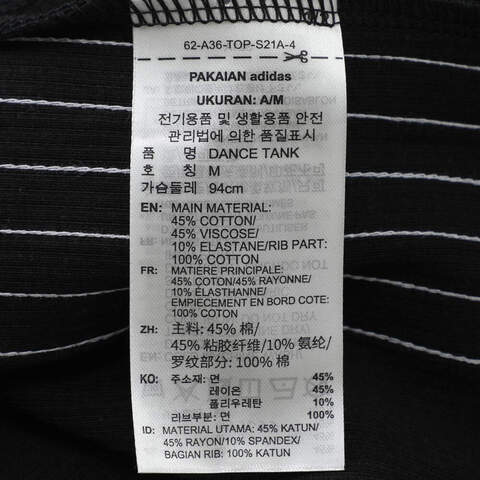 62-A36-TOP-S21A-4
PAKAIAN adidas
UKURAN: A/M
전기용품 및 생활용품 안전
관리법에 의한 품질표시
품 명 DANCE TANK
호 칭 M
가슴둘레 94cm
EN: MAIN MATERIAL:
45% COTTON/
45% VISCOSE/
10% ELASTANE/RIB PART:
100% COTTON
FR: MATIERE PRINCIPALE:
45% COTON/45% RAYONNE/
10% ÉLASTHANNE/
EMPIECEMENT EN BORD COTE:
100% COTON
ZH: 主料: 45% 棉/
45% 粘胶纤维/10% 氨纶/
罗纹部分: 100% 棉
KO: 주소재: 면 45%
레이온 45%
폴리우레탄 10%
리브부분: 면 100%
ID: MATERIAL UTAMA: 45% KATUN/
45% RAYON/10% SPANDEX/
BAGIAN RIB: 100% KATUN